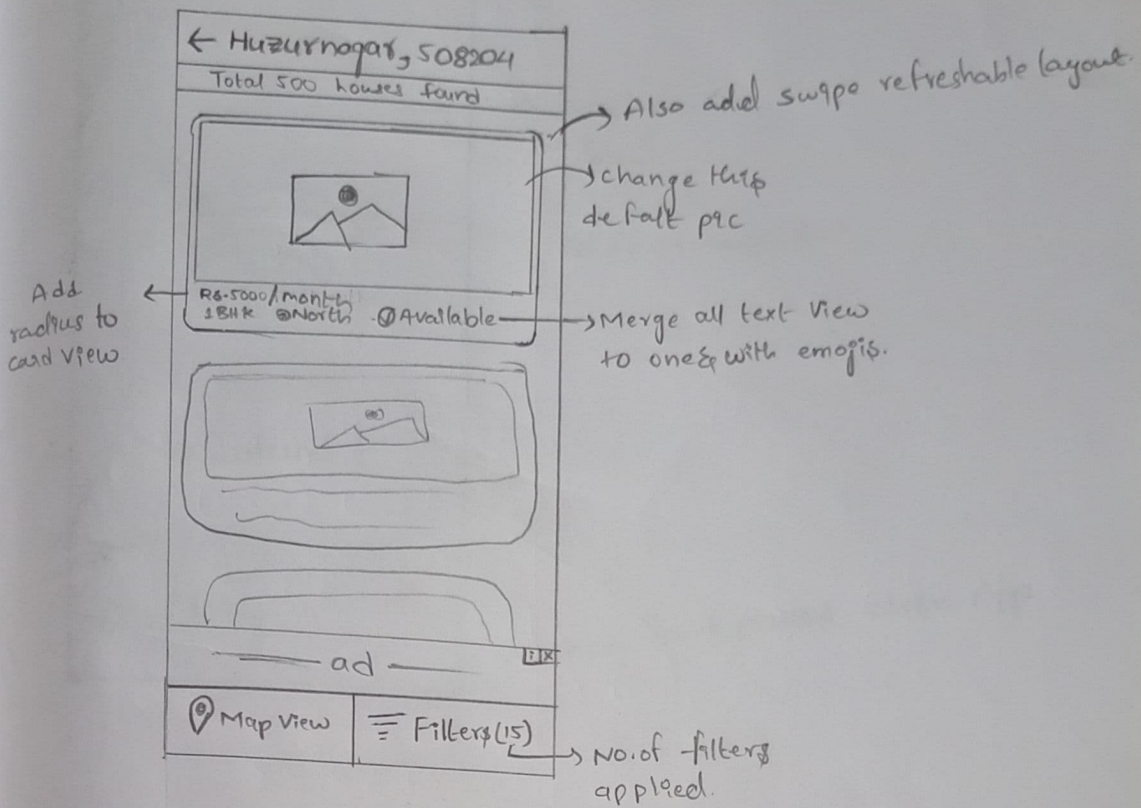 ← Huzurnagar, 508204
Total 500 houses found
Also add swipe refreshable layout.
change this
defalt pic
Rs.5000/month
1BHK North Available
Add
radius to
card view
Merge all text view
to one & with emojis.
ad
i x
Map View
Filters(15)
No. of filters
applied.